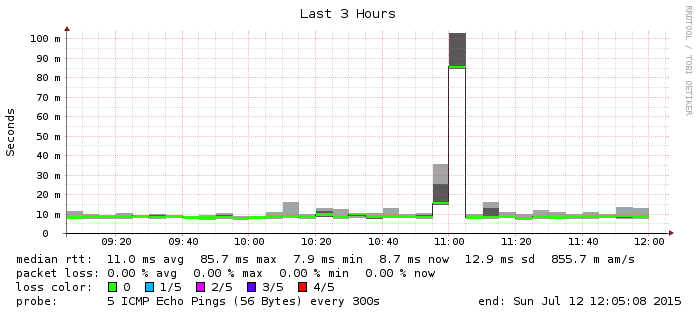 Last 3 Hours
RRDTOOL / TOBI OETIKER
Seconds
100 m
90 m
80 m
70 m
60 m
50 m
40 m
30 m
20 m
10 m
0
09:20 09:40 10:00 10:20 10:40 11:00 11:20 11:40 12:00
median rtt: 11.0 ms avg 85.7 ms max 7.9 ms min 8.7 ms now 12.9 ms sd 855.7 m am/s
packet loss: 0.00 % avg 0.00 % max 0.00 % min 0.00 % now
loss color: 0 1/5 2/5 3/5 4/5
probe: 5 ICMP Echo Pings (56 Bytes) every 300s end: Sun Jul 12 12:05:08 2015